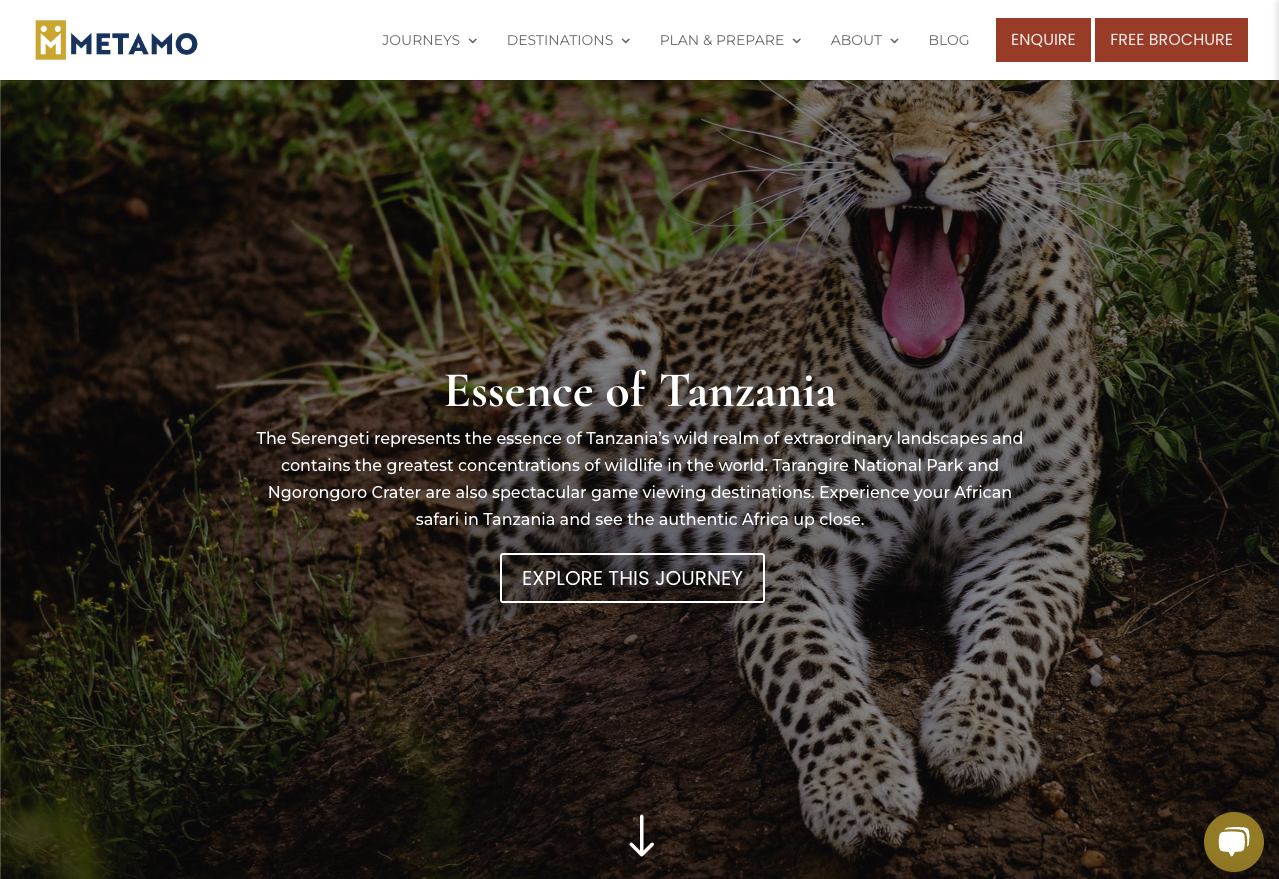 METAMO
JOURNEYS
DESTINATIONS
PLAN & PREPARE
ABOUT
BLOG
ENQUIRE
FREE BROCHURE
Essence of Tanzania
The Serengeti represents the essence of Tanzania's wild realm of extraordinary landscapes and
contains the greatest concentrations of wildlife in the world. Tarangire National Park and
Ngorongoro Crater are also spectacular game viewing destinations. Experience your African
safari in Tanzania and see the authentic Africa up close.
EXPLORE THIS JOURNEY